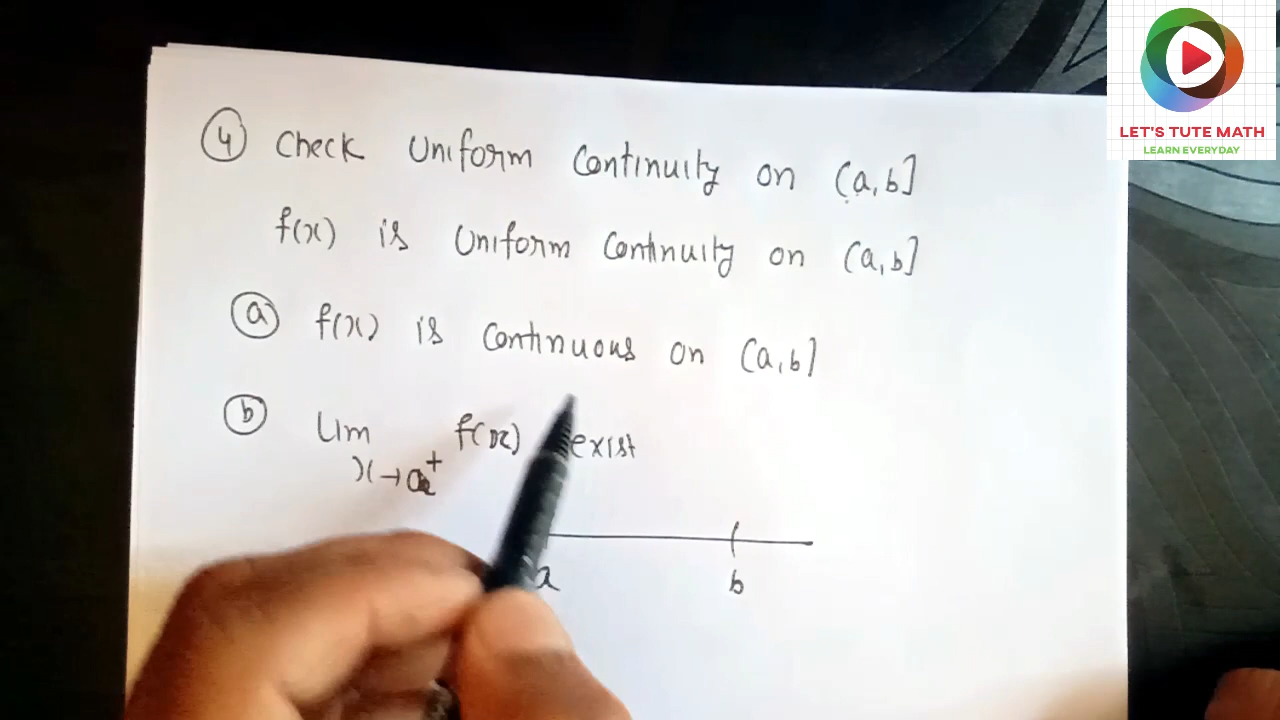 ④ Check Uniform Continuity on (a,b]
f(x) is Uniform Continuity on (a,b]
ⓐ f(x) is Continuous on (a,b]
ⓑ Lim f(x) exist
x→a⁺
a b
LET'S TUTE MATH
LEARN EVERYDAY